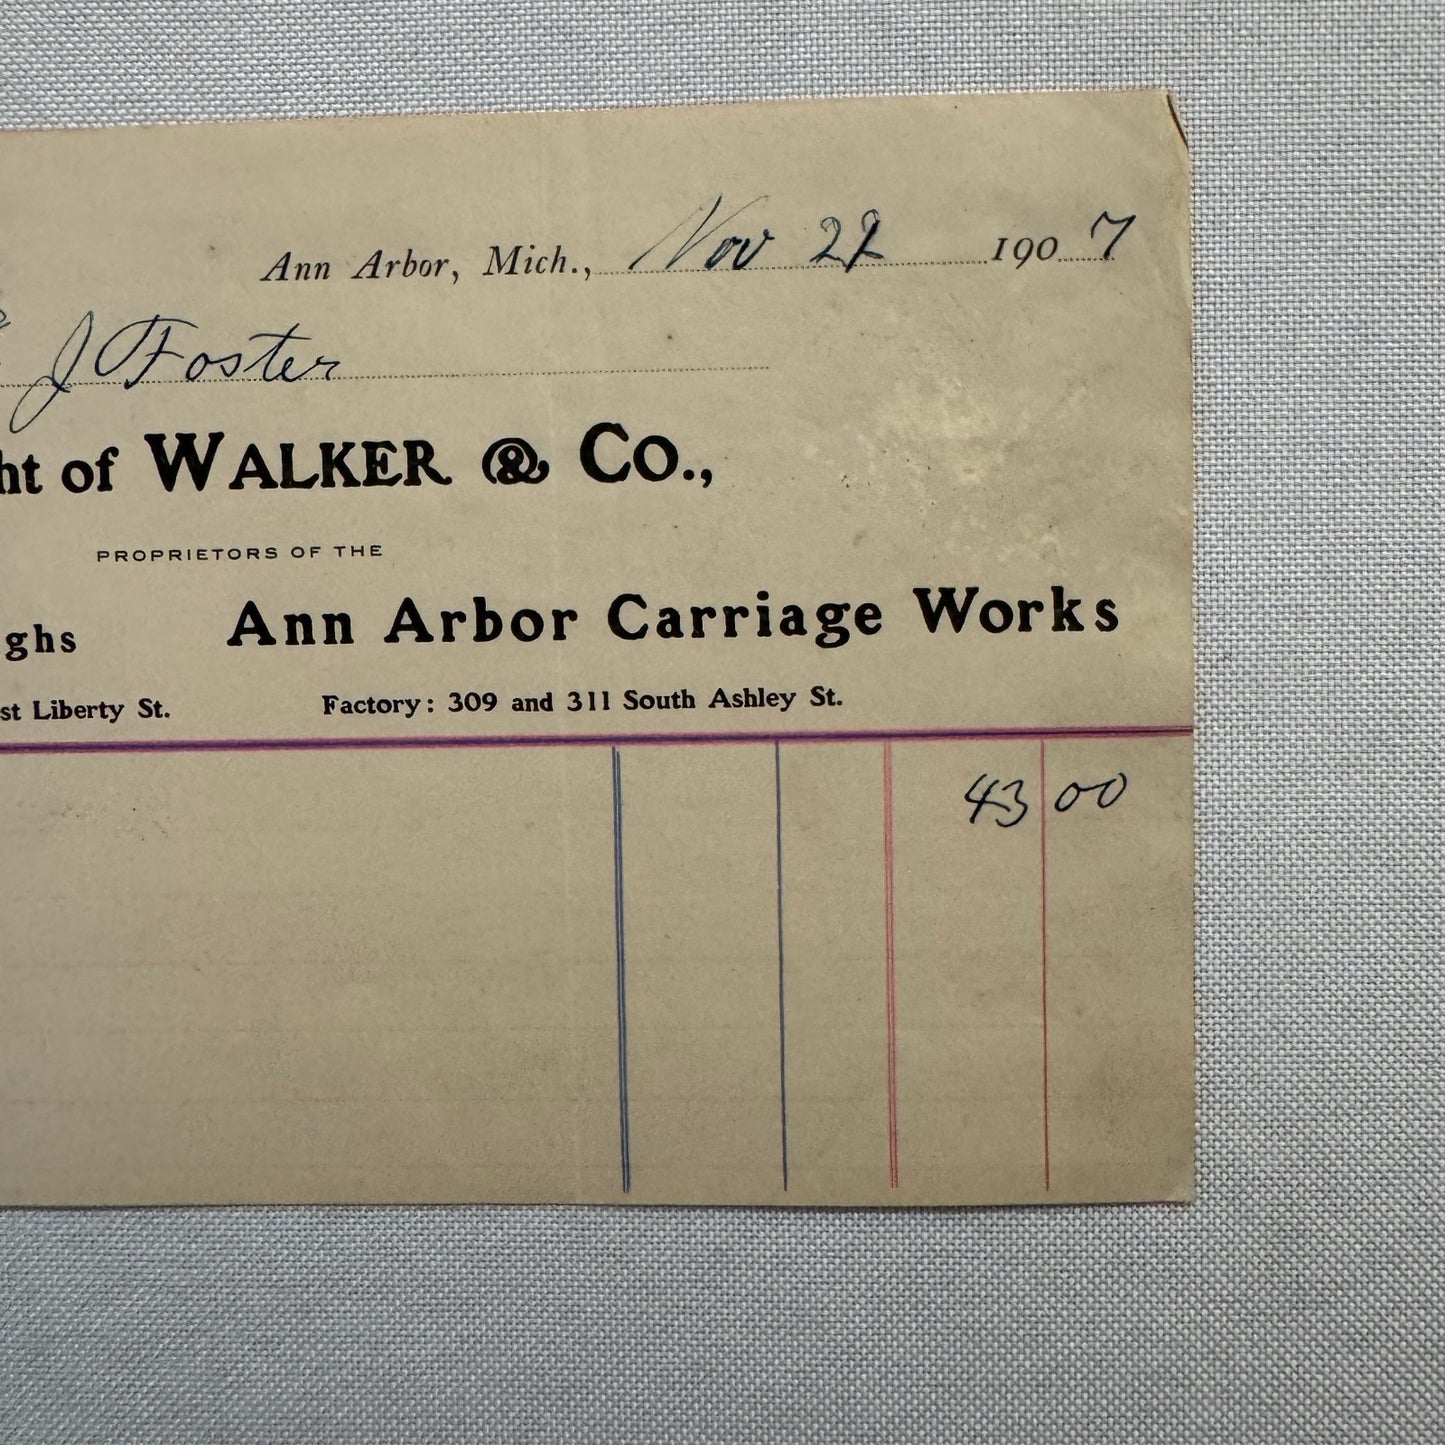 Ann Arbor, Mich., Nov 22 1907
J Foster
ht of WALKER & Co.,
PROPRIETORS OF THE
ghs Ann Arbor Carriage Works
st Liberty St. Factory: 309 and 311 South Ashley St.
43 00